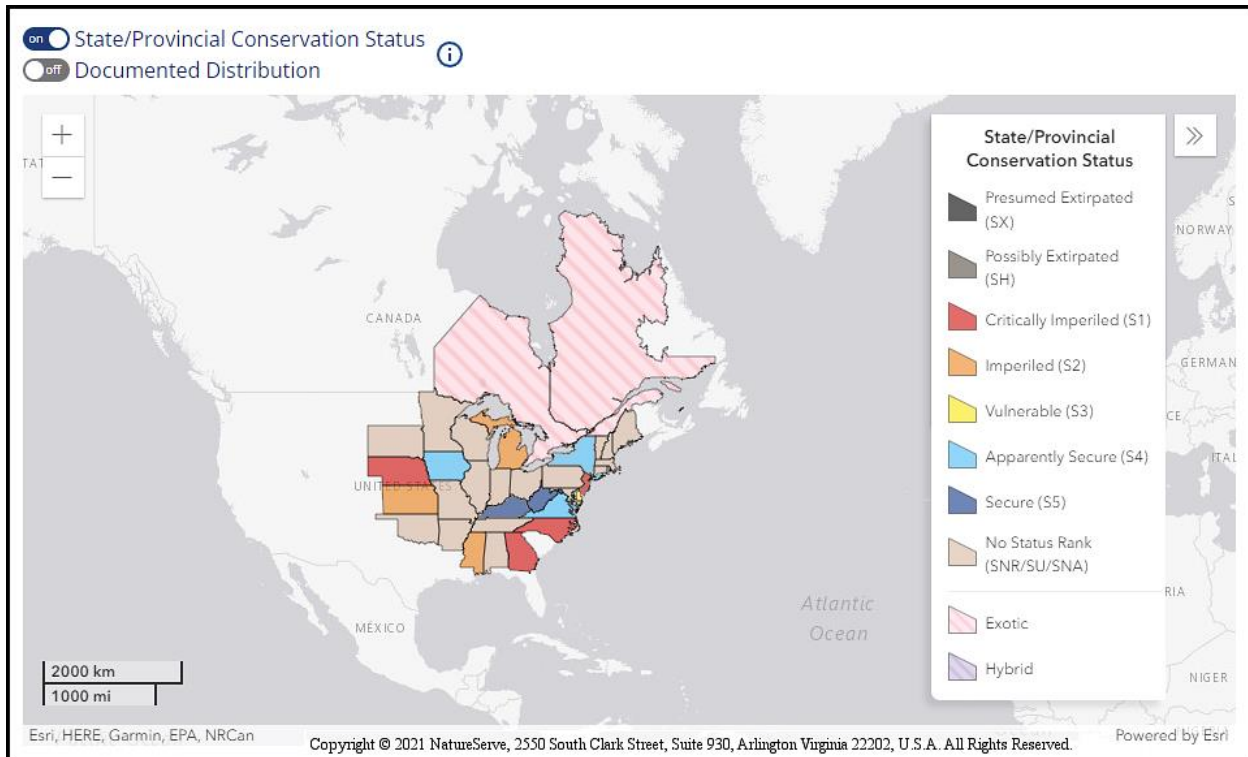 on State/Provincial Conservation Status
off Documented Distribution
i
+
−
CANADA
UNITED STATES
MÉXICO
Atlantic
Ocean
NORWAY
GERMAN
CE
ITAL
RIA
NIGER
State/Provincial
Conservation Status
Presumed Extirpated
(SX)
Possibly Extirpated
(SH)
Critically Imperiled (S1)
Imperiled (S2)
Vulnerable (S3)
Apparently Secure (S4)
Secure (S5)
No Status Rank
(SNR/SU/SNA)
Exotic
Hybrid
2000 km
1000 mi
Esri, HERE, Garmin, EPA, NRCan
Copyright © 2021 NatureServe, 2550 South Clark Street, Suite 930, Arlington Virginia 22202, U.S.A. All Rights Reserved.
Powered by Esri